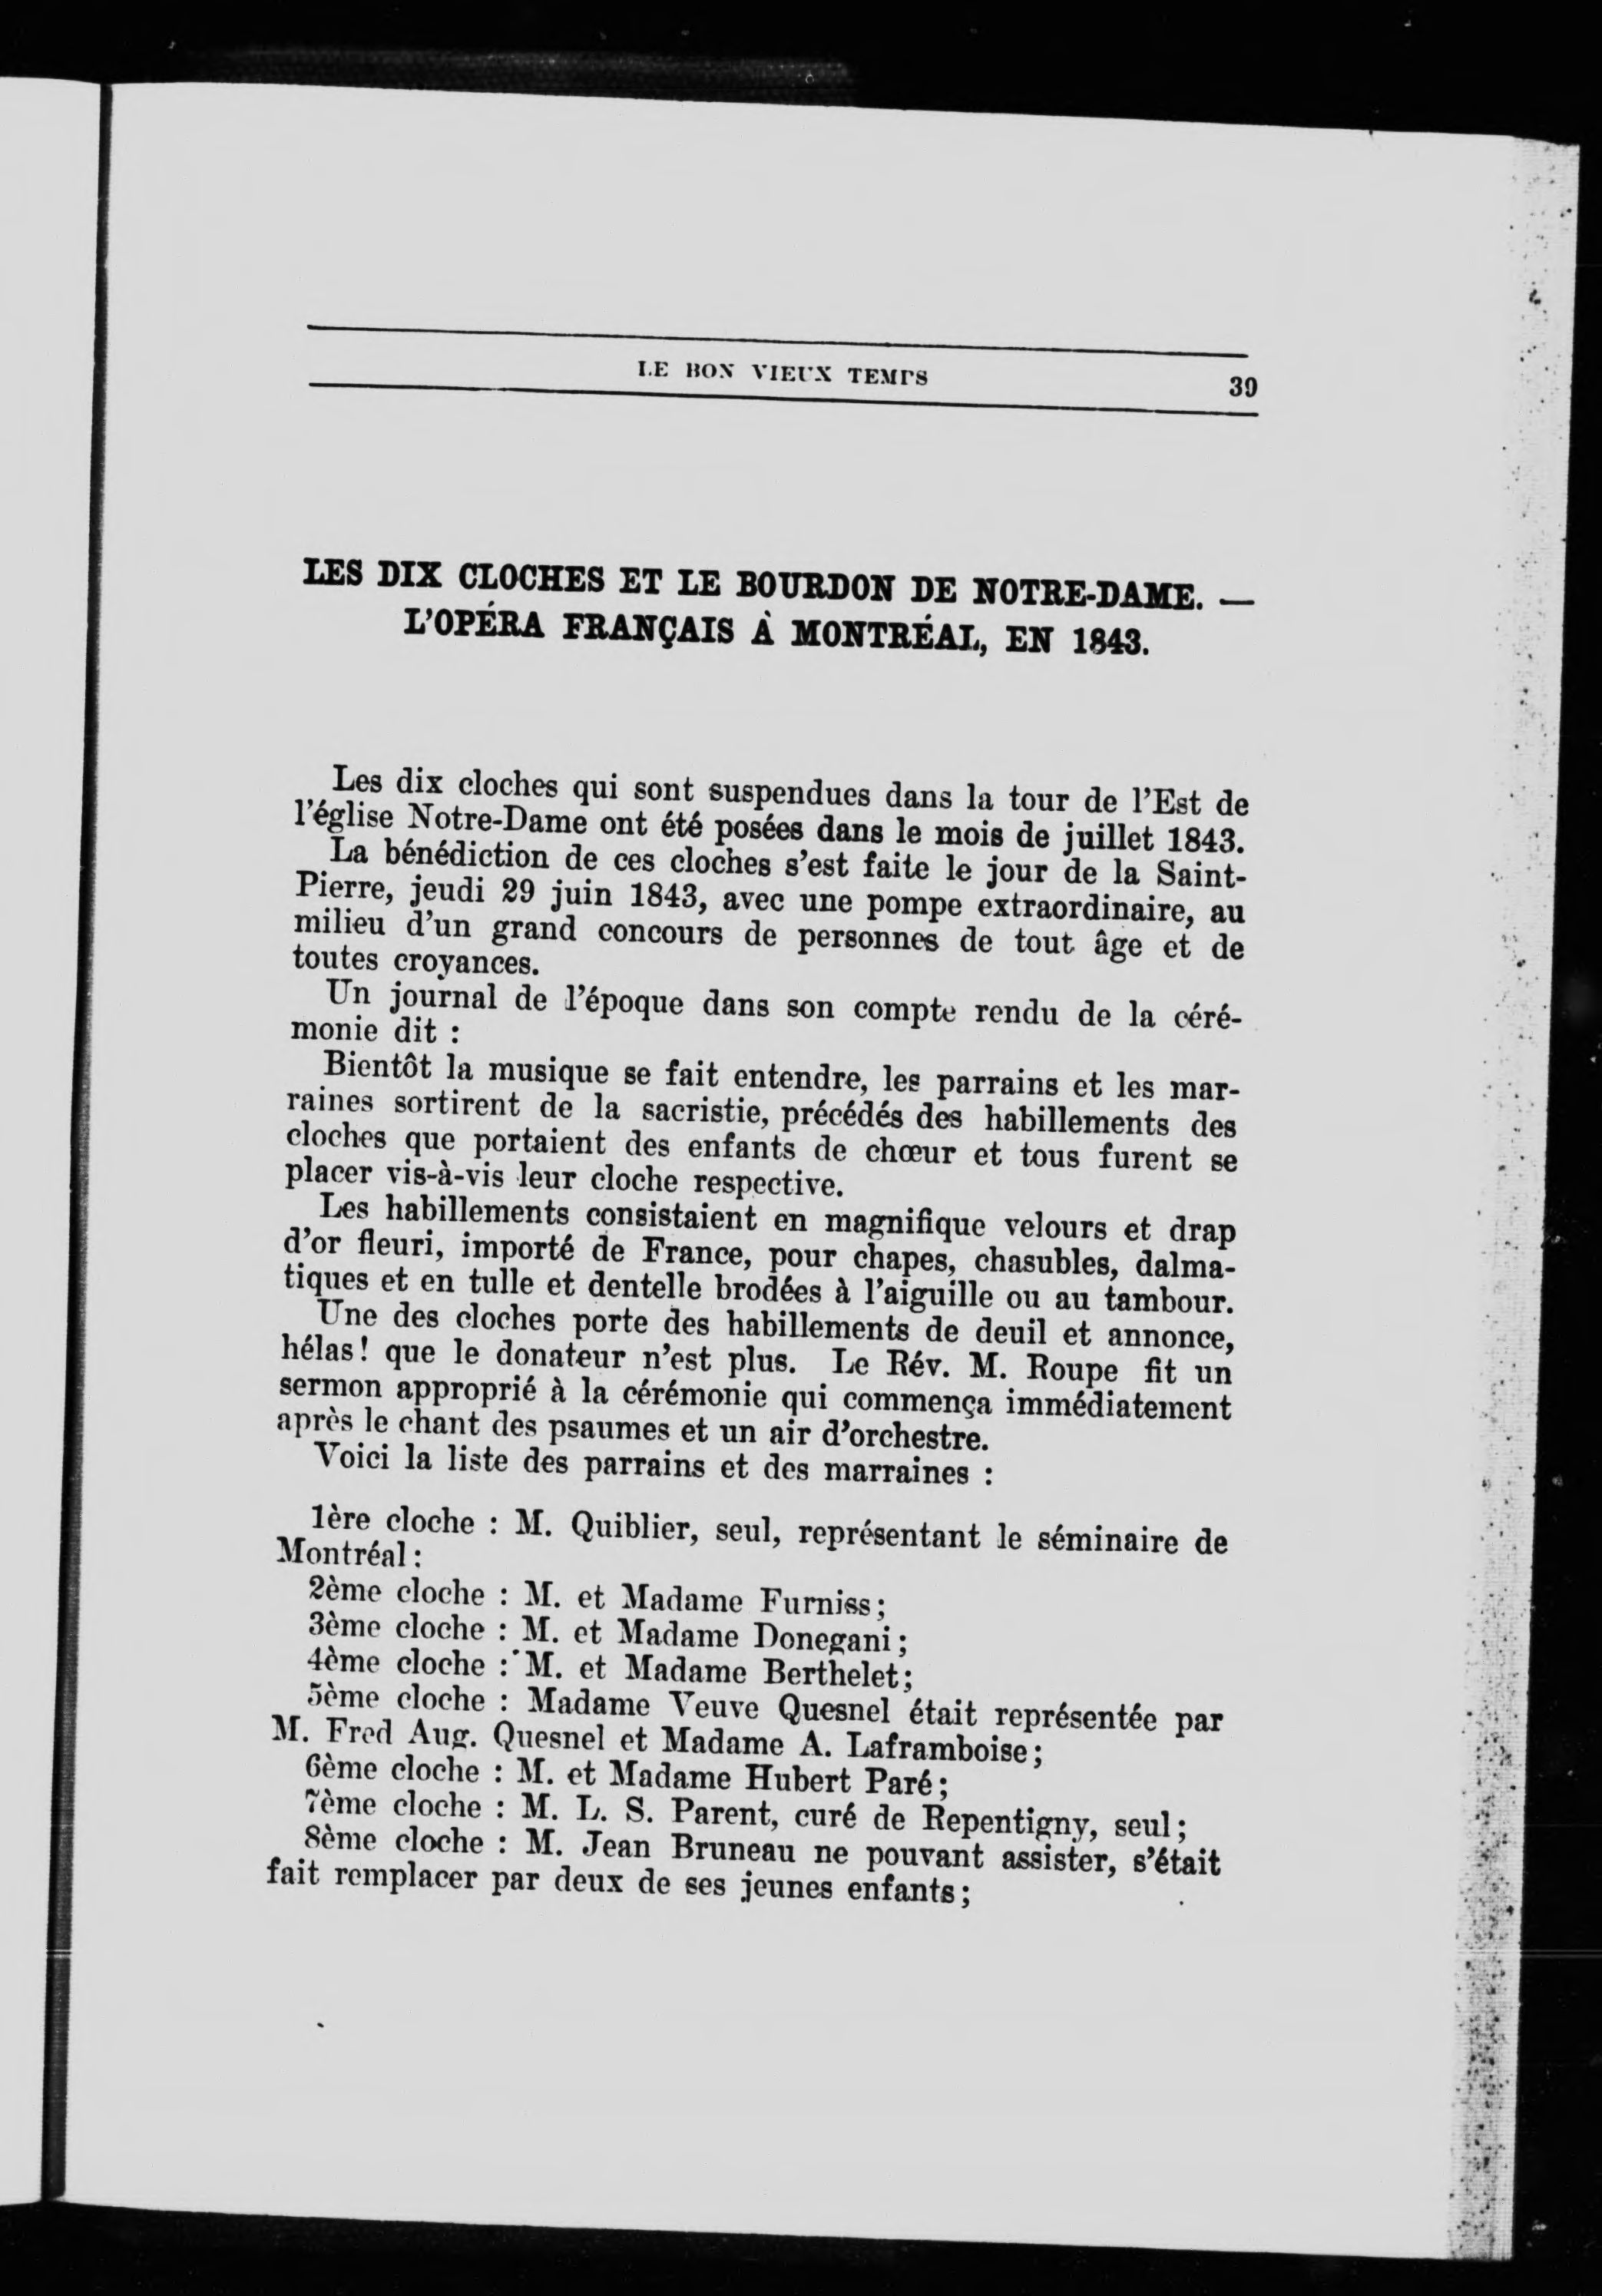 LE BON VIEUX TEMPS 39
LES DIX CLOCHES ET LE BOURDON DE NOTRE-DAME. —
L'OPÉRA FRANÇAIS À MONTRÉAL, EN 1843.
Les dix cloches qui sont suspendues dans la tour de l'Est de
l'église Notre-Dame ont été posées dans le mois de juillet 1843.
La bénédiction de ces cloches s'est faite le jour de la Saint-
Pierre, jeudi 29 juin 1843, avec une pompe extraordinaire, au
milieu d'un grand concours de personnes de tout âge et de
toutes croyances.
Un journal de l'époque dans son compte rendu de la céré-
monie dit :
Bientôt la musique se fait entendre, les parrains et les mar-
raines sortirent de la sacristie, précédés des habillements des
cloches que portaient des enfants de chœur et tous furent se
placer vis-à-vis leur cloche respective.
Les habillements consistaient en magnifique velours et drap
d'or fleuri, importé de France, pour chapes, chasubles, dalma-
tiques et en tulle et dentelle brodées à l'aiguille ou au tambour.
Une des cloches porte des habillements de deuil et annonce,
hélas! que le donateur n'est plus. Le Rév. M. Roupe fit un
sermon approprié à la cérémonie qui commença immédiatement
après le chant des psaumes et un air d'orchestre.
Voici la liste des parrains et des marraines :
1ère cloche : M. Quiblier, seul, représentant le séminaire de
Montréal:
2ème cloche : M. et Madame Furniss;
3ème cloche : M. et Madame Donegani;
4ème cloche : M. et Madame Berthelet;
5ème cloche : Madame Veuve Quesnel était représentée par
M. Fred Aug. Quesnel et Madame A. Laframboise;
6ème cloche : M. et Madame Hubert Paré;
7ème cloche : M. L. S. Parent, curé de Repentigny, seul;
8ème cloche : M. Jean Bruneau ne pouvant assister, s'était
fait remplacer par deux de ses jeunes enfants;